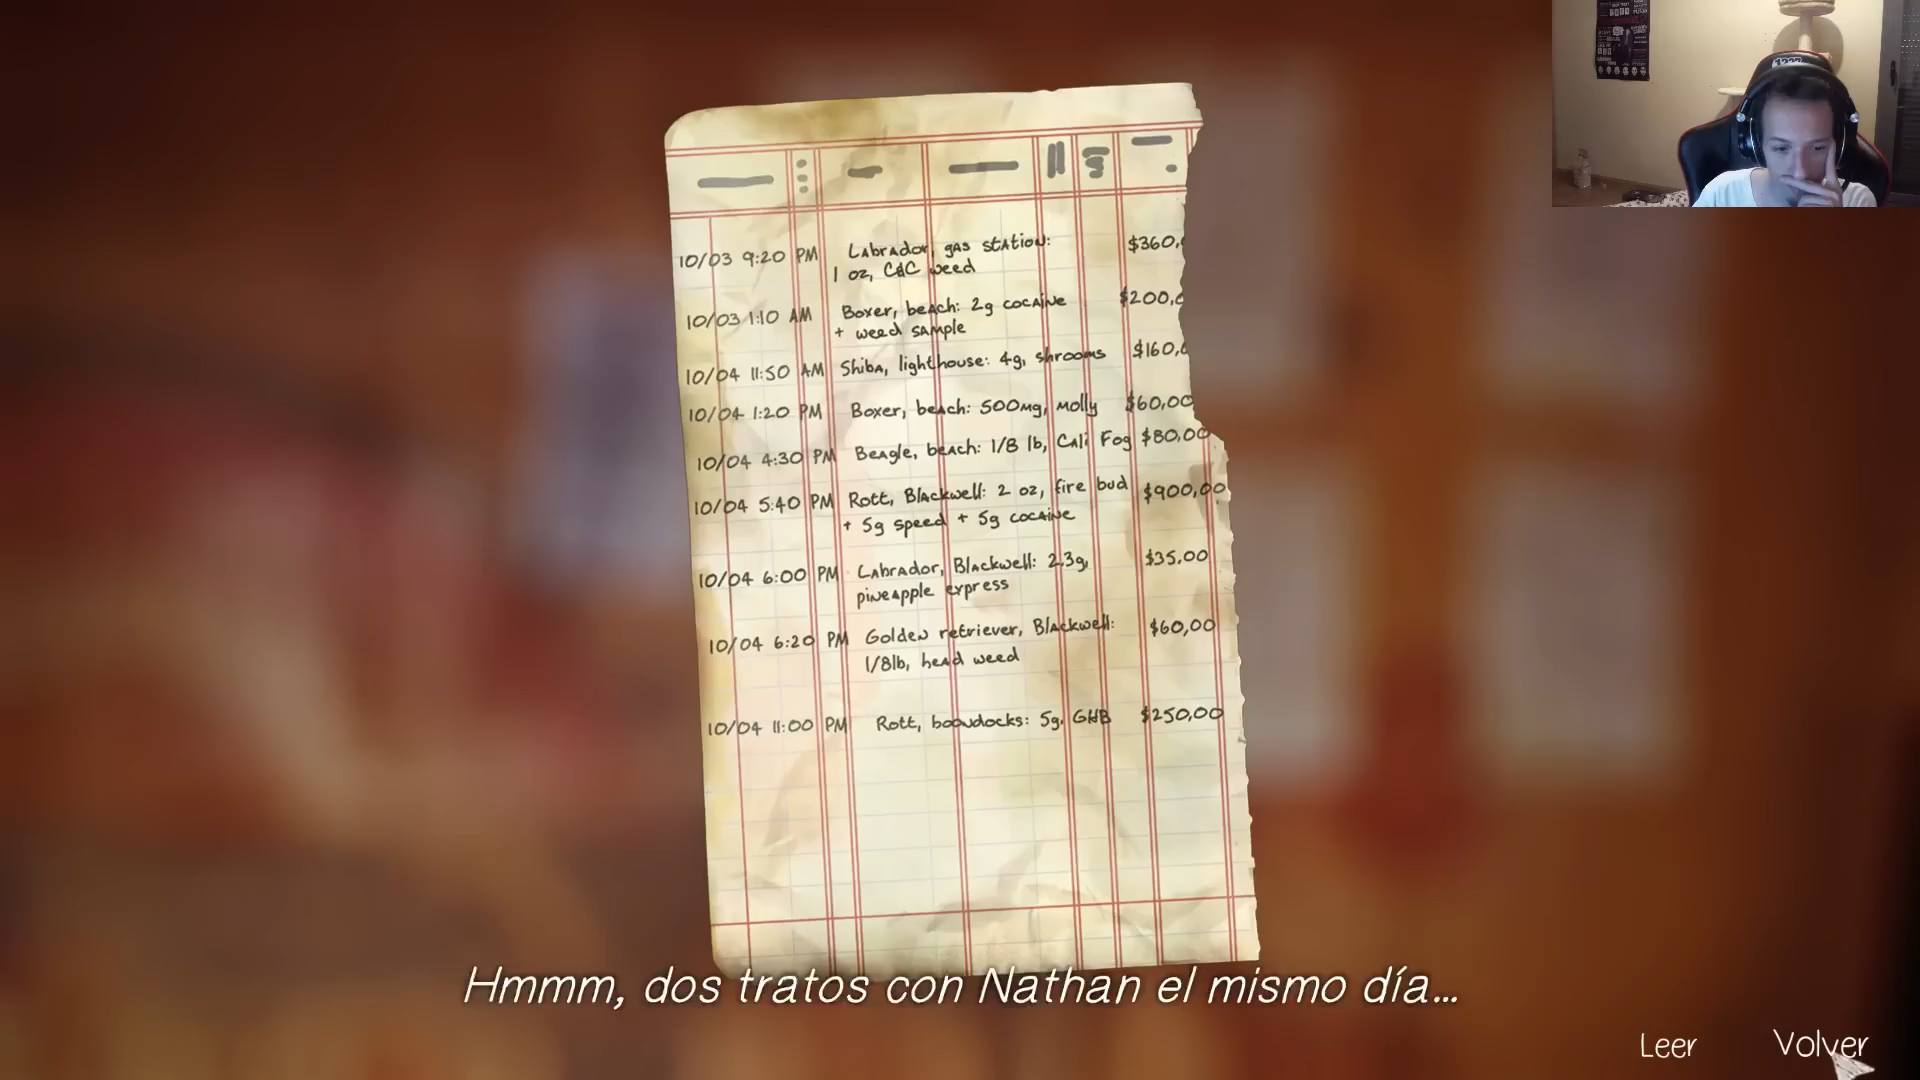 10/03 9:20 PM Labrador, gas station: $360,
1 oz, C&C weed
10/03 1:10 AM Boxer, beach: 2g cocaine $200,0
+ weed sample
10/04 11:50 AM Shiba, lighthouse: 4g, shrooms $160,0
10/04 1:20 PM Boxer, beach: 500mg, molly $60,00
10/04 4:30 PM Beagle, beach: 1/8 lb, Cali Fog $80,00
10/04 5:40 PM Rott, Blackwell: 2 oz, fire bud $900,00
+ 5g speed + 5g cocaine
10/04 6:00 PM Labrador, Blackwell: 2.3g, $35.00
pineapple express
10/04 6:20 PM Golden retriever, Blackwell: $60,00
1/8lb, head weed
10/04 11:00 PM Rott, boowdocks: 5g, GHB $250,00
Hmmm, dos tratos con Nathan el mismo día...
Leer Volver